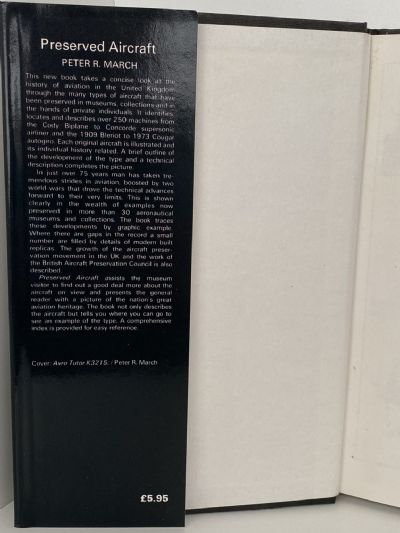 Preserved Aircraft
PETER R. MARCH
This new book takes a concise look at the
history of aviation in the United Kingdom
through the many types of aircraft that have
been preserved in museums, collections and in
the hands of private individuals. It identifies,
locates and describes over 250 machines from
the Cody Biplane to Concorde supersonic
airliner and the 1909 Bleriot to 1973 Cougar
autogiro. Each original aircraft is illustrated and
its individual history related. A brief outline of
the development of the type and a technical
description completes the picture.
In just over 75 years man has taken tre-
mendous strides in aviation, boosted by two
world wars that drove the technical advances
forward to their very limits. This is shown
clearly in the wealth of examples now
preserved in more than 30 aeronautical
museums and collections. The book traces
these developments by graphic example.
Where there are gaps in the record a small
number are filled by details of modern built
replicas. The growth of the aircraft preser-
vation movement in the UK and the work of
the British Aircraft Preservation Council is also
described.
Preserved Aircraft assists the museum
visitor to find out a good deal more about the
aircraft on view and presents the general
reader with a picture of the nation's great
aviation heritage. The book not only describes
the aircraft but tells you where you can go to
see an example of the type. A comprehensive
index is provided for easy reference.
Cover: Avro Tutor K3215. / Peter R. March
£5.95